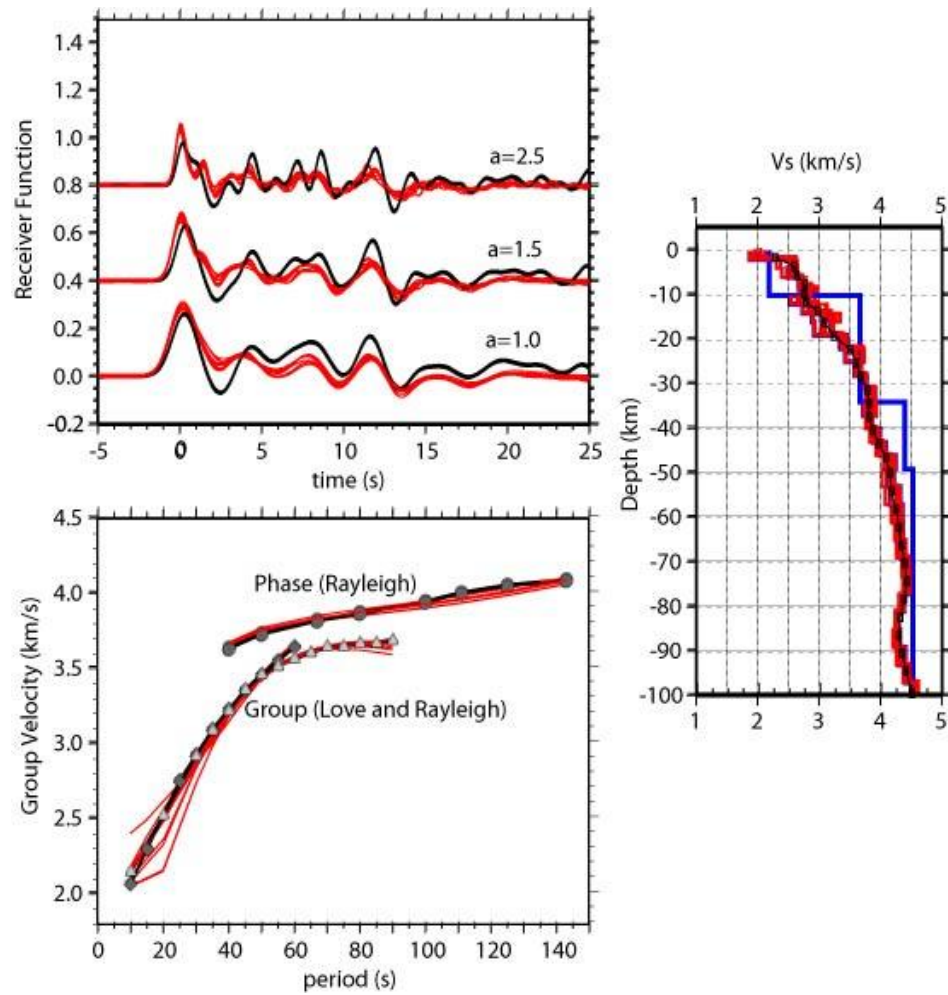 1.4
1.2
1.0
0.8
0.6
0.4
0.2
0.0
-0.2
Receiver Function
a=2.5
a=1.5
a=1.0
-5 0 5 10 15 20 25
time (s)
Vs (km/s)
1 2 3 4 5
0
-10
-20
-30
-40
-50
-60
-70
-80
-90
-100
Depth (km)
1 2 3 4 5
4.5
4.0
3.5
3.0
2.5
2.0
Group Velocity (km/s)
Phase (Rayleigh)
Group (Love and Rayleigh)
0 20 40 60 80 100 120 140
period (s)